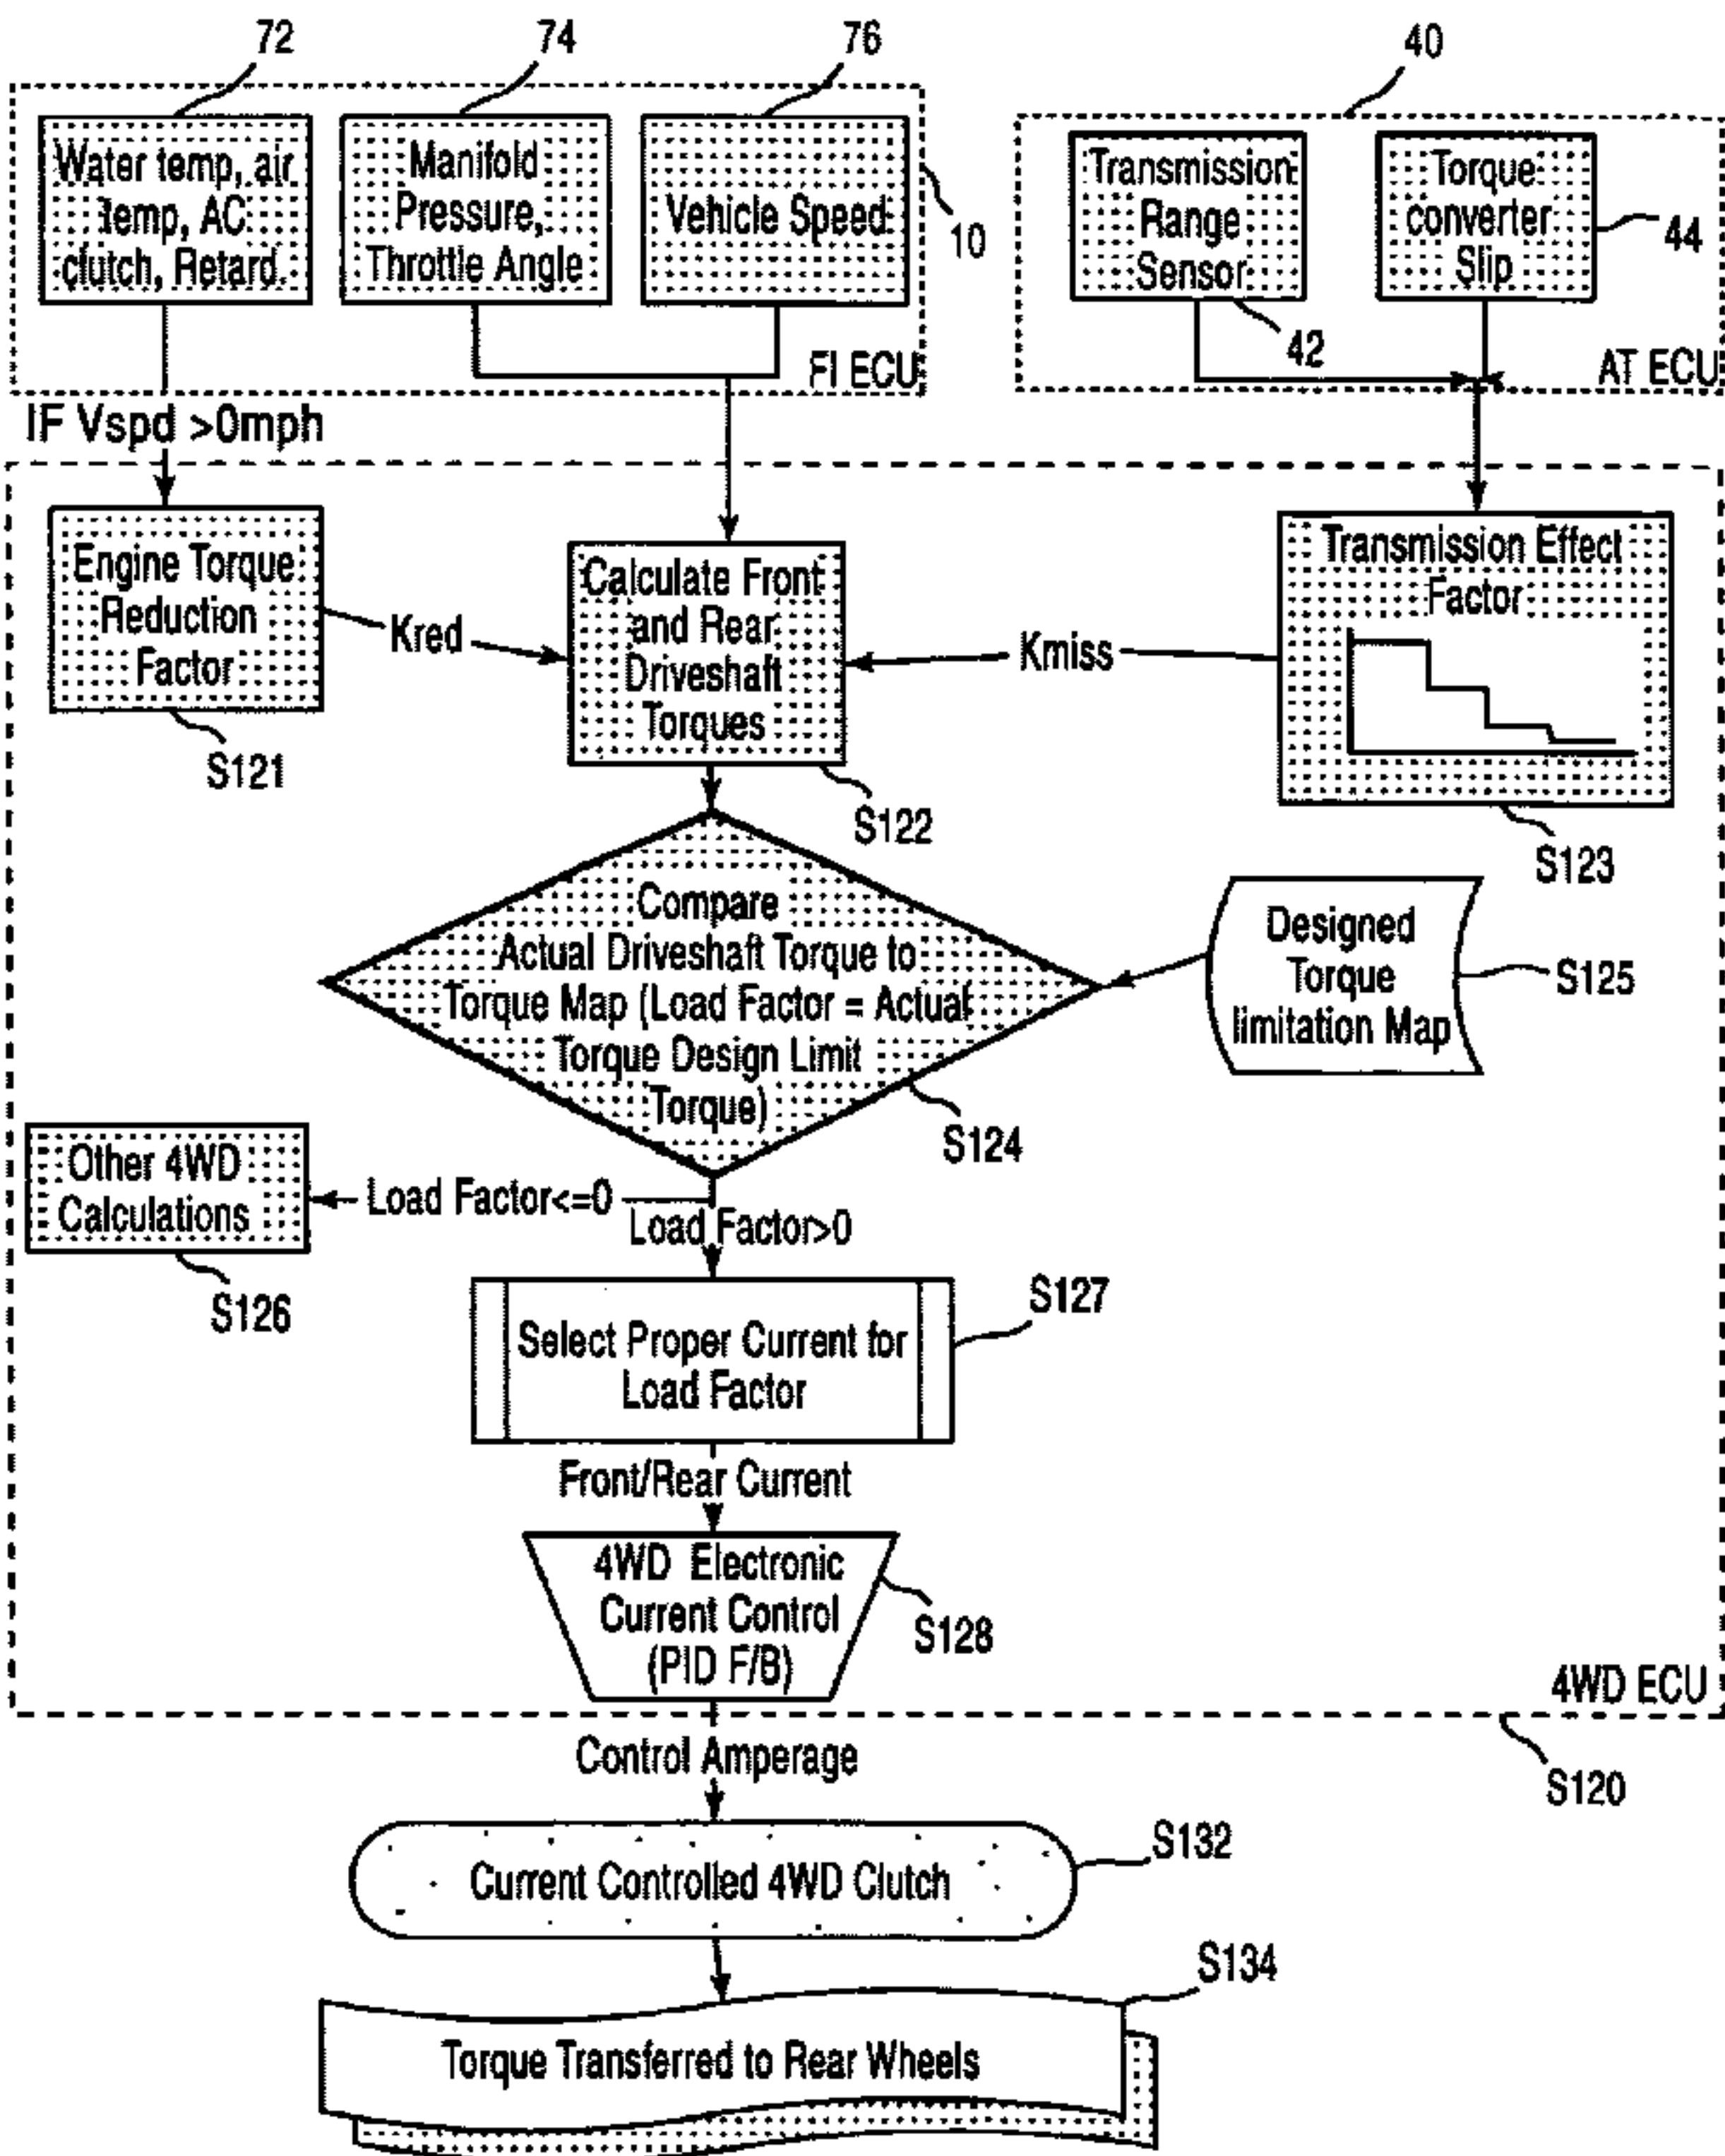 72
74
76
40
Water temp, air
temp, AC
clutch, Retard.
Manifold
Pressure,
Throttle Angle
Vehicle Speed
10
Transmission
Range
Sensor
42
Torque
converter
Slip
44
FI ECU
AT ECU
IF Vspd >0mph
Engine Torque
Reduction
Factor
S121
Kred
Calculate Front
and Rear
Driveshaft
Torques
S122
Kmiss
Transmission Effect
Factor
S123
Compare
Actual Driveshaft Torque to
Torque Map (Load Factor = Actual
Torque Design Limit
Torque)
S124
Designed
Torque
limitation Map
S125
Other 4WD
Calculations
S126
Load Factor<=0
Load Factor>0
Select Proper Current for
Load Factor
S127
Front/Rear Current
4WD Electronic
Current Control
(PID F/B)
S128
4WD ECU
S120
Control Amperage
Current Controlled 4WD Clutch
S132
Torque Transferred to Rear Wheels
S134